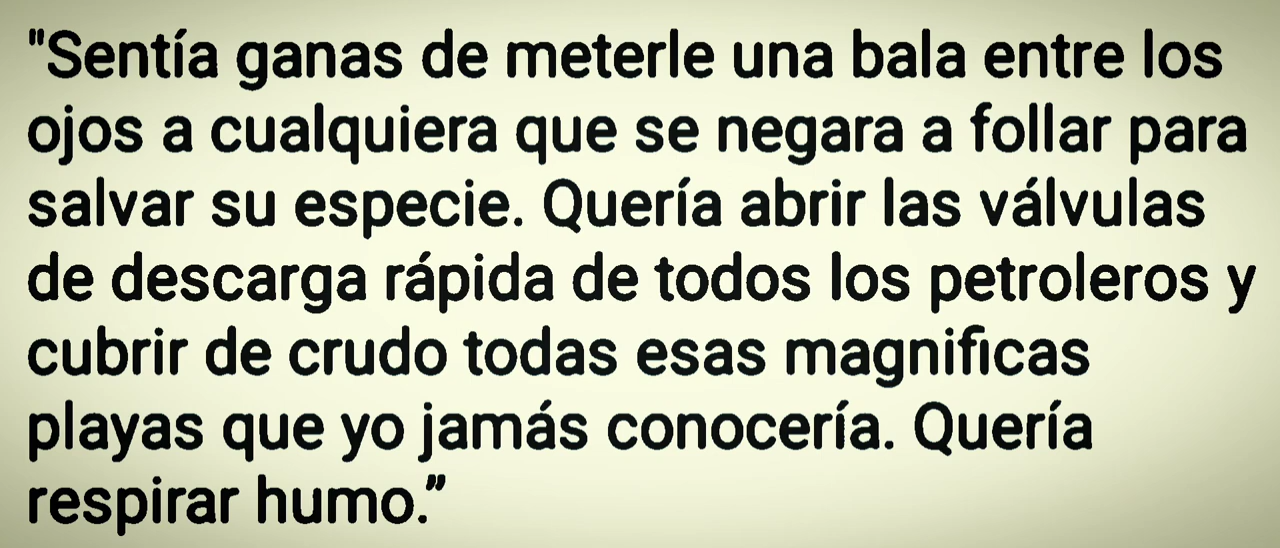 "Sentía ganas de meterle una bala entre los
ojos a cualquiera que se negara a follar para
salvar su especie. Quería abrir las válvulas
de descarga rápida de todos los petroleros y
cubrir de crudo todas esas magnificas
playas que yo jamás conocería. Quería
respirar humo.”